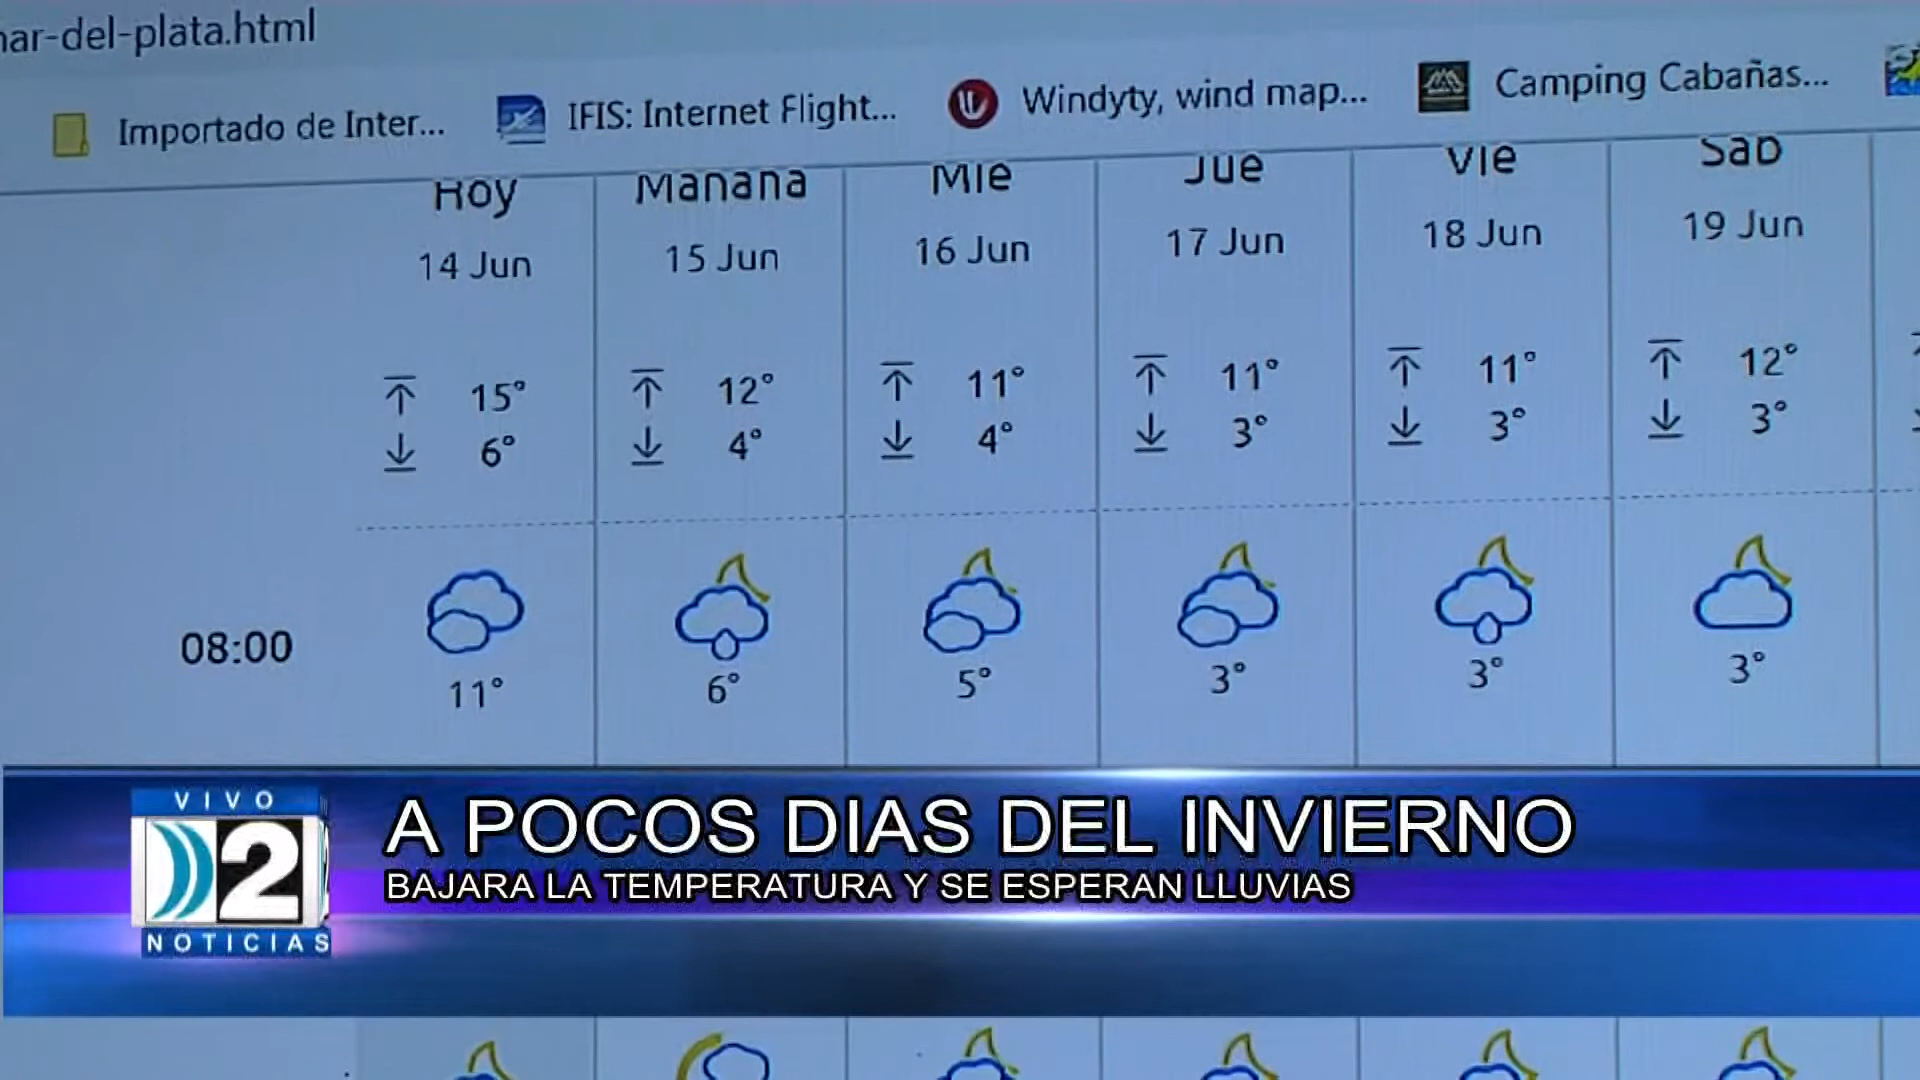 mar-del-plata.html
Importado de Inter... IFIS: Internet Flight... Windyty, wind map... Camping Cabañas...
Hoy Mañana Mié Jue Vie Sáb
14 Jun 15 Jun 16 Jun 17 Jun 18 Jun 19 Jun
15° 12° 11° 11° 11° 12°
6° 4° 4° 3° 3° 3°
08:00 11° 6° 5° 3° 3° 3°
VIVO
2
NOTICIAS
A POCOS DIAS DEL INVIERNO
BAJARA LA TEMPERATURA Y SE ESPERAN LLUVIAS